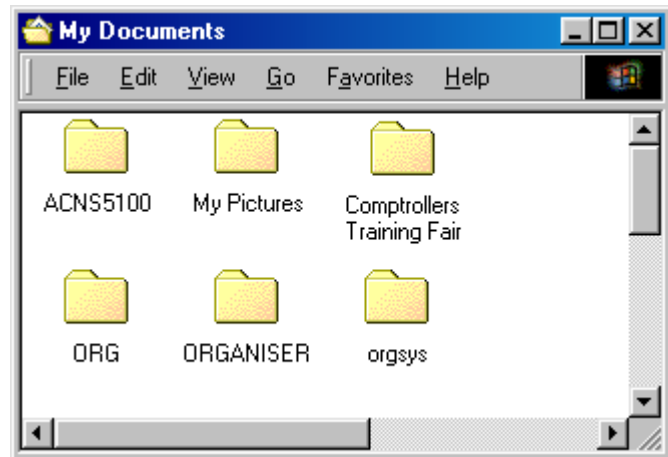 My Documents
File Edit View Go Favorites Help
ACNS5100 My Pictures Comptrollers
Training Fair
ORG ORGANISER orgsys